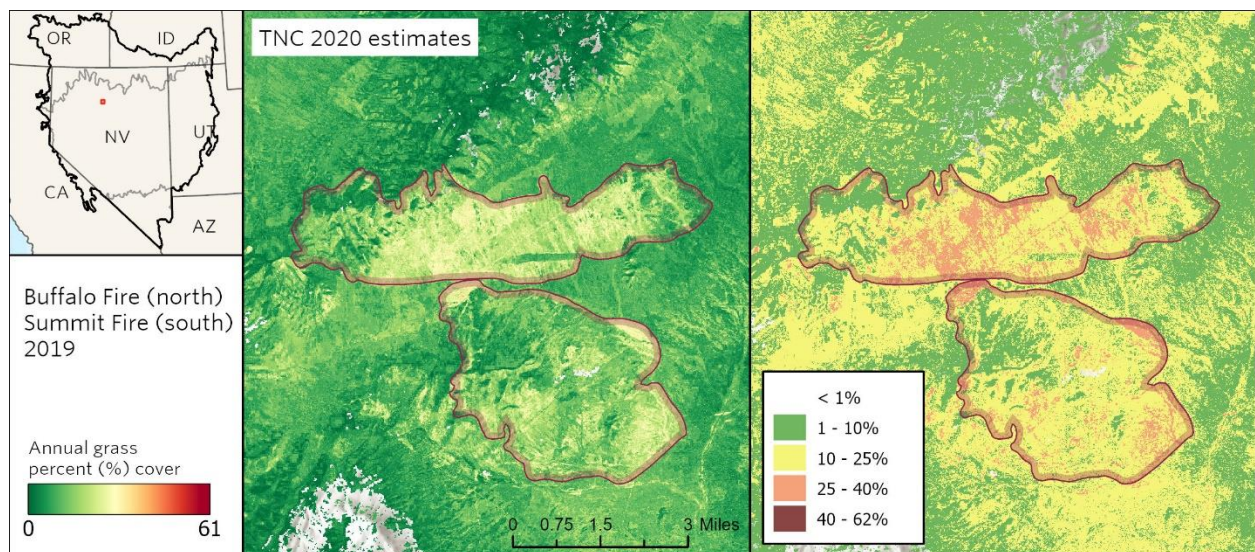 OR
ID
NV
UT
CA
AZ
Buffalo Fire (north)
Summit Fire (south)
2019
Annual grass
percent (%) cover
0
61
TNC 2020 estimates
0 0.75 1.5 3 Miles
< 1%
1 - 10%
10 - 25%
25 - 40%
40 - 62%